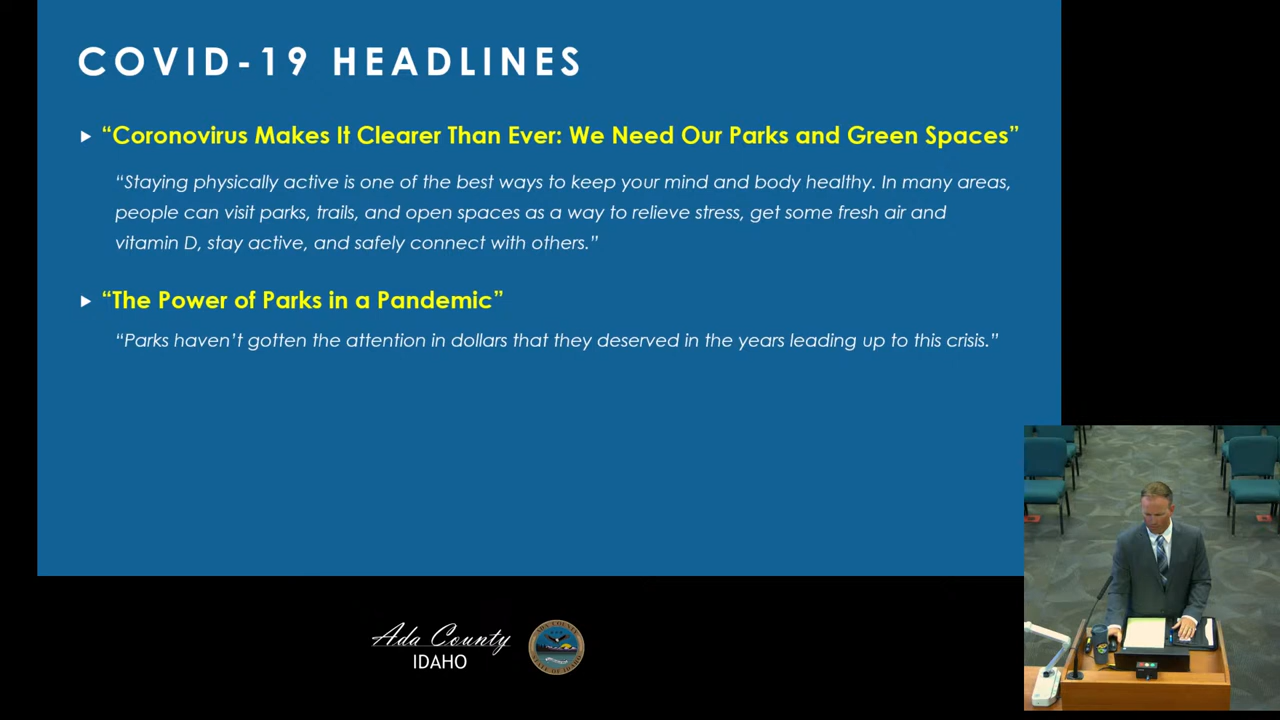 COVID-19 HEADLINES
“Coronovirus Makes It Clearer Than Ever: We Need Our Parks and Green Spaces”
“Staying physically active is one of the best ways to keep your mind and body healthy. In many areas,
people can visit parks, trails, and open spaces as a way to relieve stress, get some fresh air and
vitamin D, stay active, and safely connect with others.”
“The Power of Parks in a Pandemic”
“Parks haven’t gotten the attention in dollars that they deserved in the years leading up to this crisis.”
Ada County
IDAHO